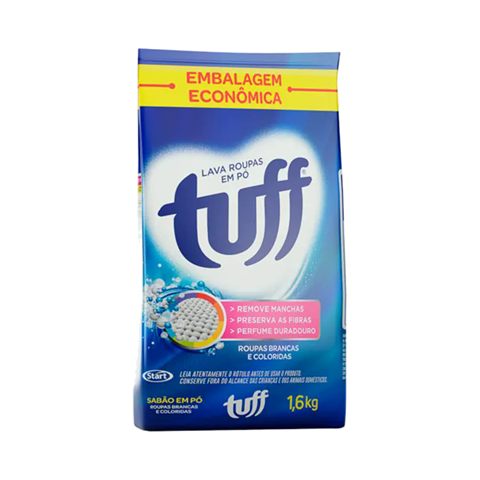 EMBALAGEM
ECONÔMICA
LAVA ROUPAS
EM PÓ
tuff
> REMOVE MANCHAS
> PRESERVA AS FIBRAS
> PERFUME DURADOURO
ROUPAS BRANCAS
E COLORIDAS
Start
LEIA ATENTAMENTE O RÓTULO ANTES DE USAR O PRODUTO.
CONSERVE FORA DO ALCANCE DAS CRIANÇAS E DOS ANIMAIS DOMÉSTICOS.
SABÃO EM PÓ
ROUPAS BRANCAS
E COLORIDAS
tuff
1,6kg